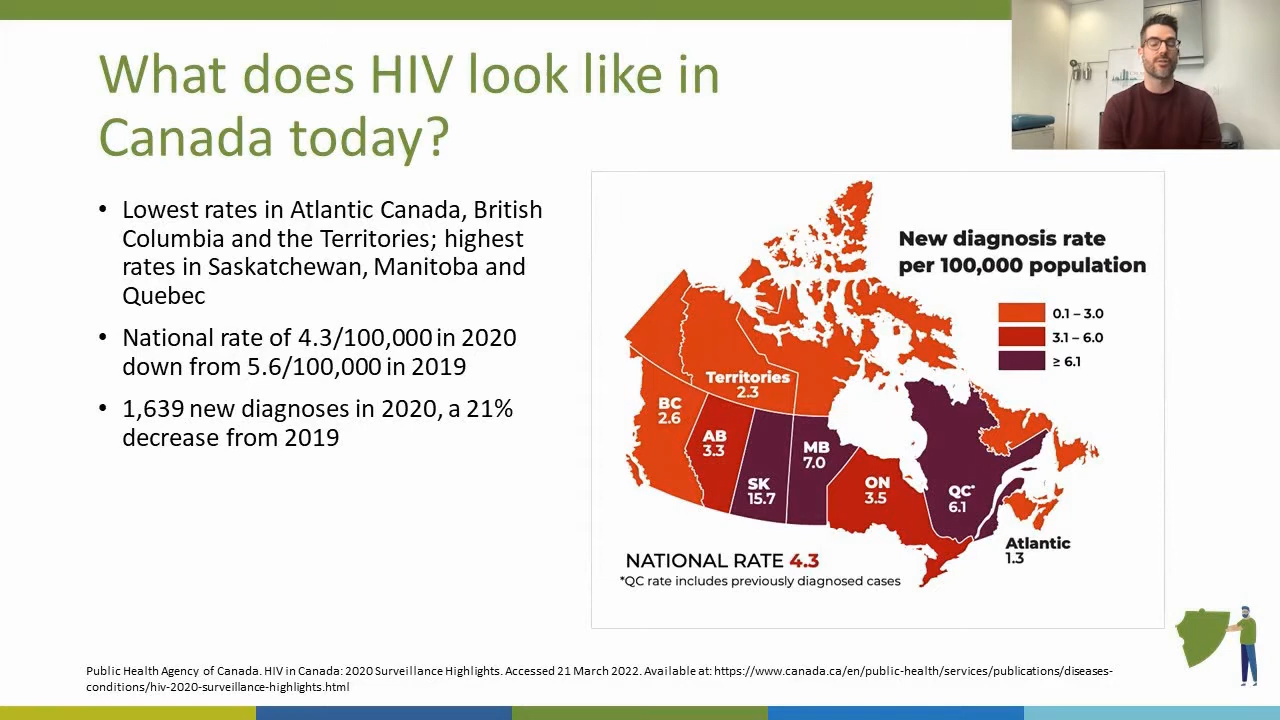 What does HIV look like in
Canada today?
• Lowest rates in Atlantic Canada, British
Columbia and the Territories; highest
rates in Saskatchewan, Manitoba and
Quebec
• National rate of 4.3/100,000 in 2020
down from 5.6/100,000 in 2019
• 1,639 new diagnoses in 2020, a 21%
decrease from 2019
New diagnosis rate
per 100,000 population
0.1 – 3.0
3.1 – 6.0
≥ 6.1
Territories
2.3
BC
2.6
AB
3.3
SK
15.7
MB
7.0
ON
3.5
QC*
6.1
Atlantic
1.3
NATIONAL RATE 4.3
*QC rate includes previously diagnosed cases
Public Health Agency of Canada. HIV in Canada: 2020 Surveillance Highlights. Accessed 21 March 2022. Available at: https://www.canada.ca/en/public-health/services/publications/diseases-
conditions/hiv-2020-surveillance-highlights.html